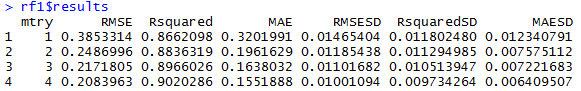 > rf1$results
mtry RMSE Rsquared MAE RMSESD RsquaredSD MAESD
1 1 0.3853314 0.8662098 0.3201991 0.01465404 0.011802480 0.012340791
2 2 0.2486996 0.8836319 0.1961629 0.01185438 0.011294985 0.007575112
3 3 0.2171805 0.8966026 0.1638032 0.01101682 0.010513947 0.007221683
4 4 0.2083963 0.9020286 0.1551888 0.01001094 0.009734264 0.006409507